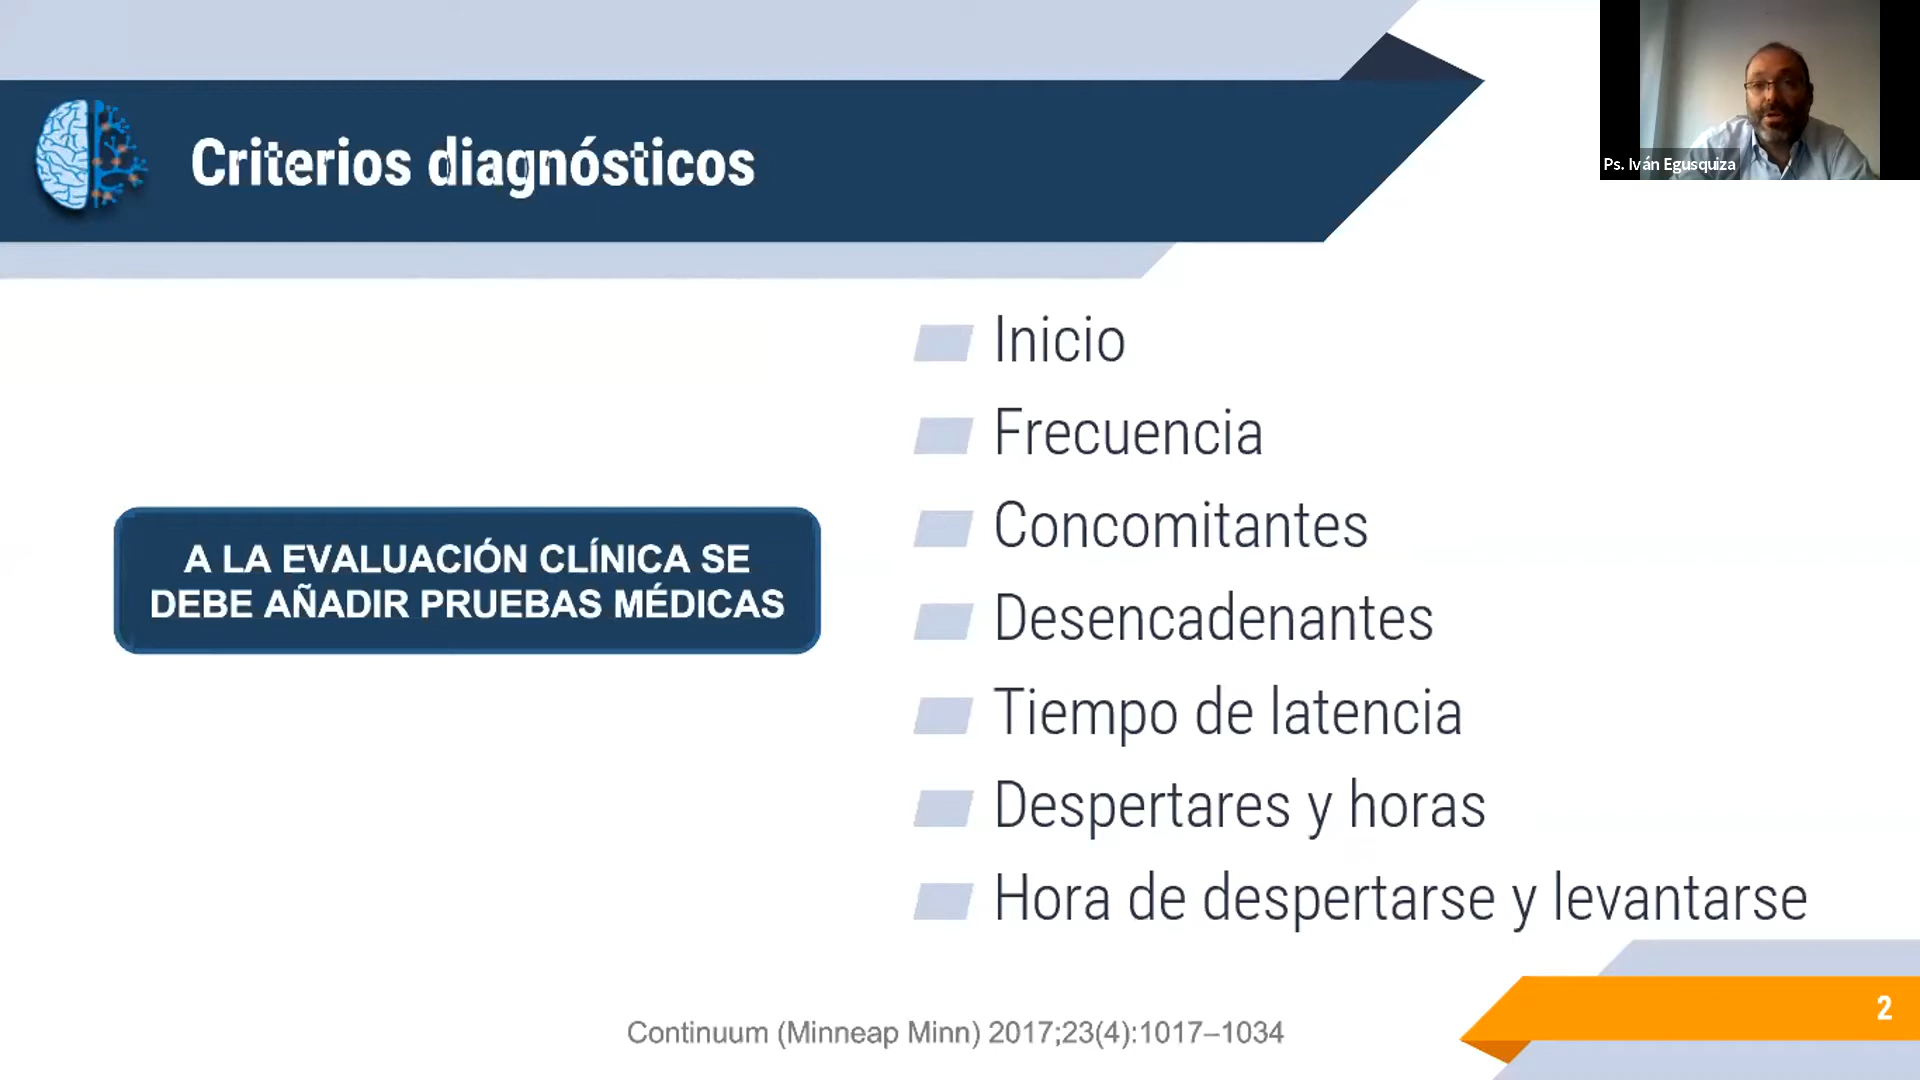 Criterios diagnósticos
Ps. Iván Egusquiza
A LA EVALUACIÓN CLÍNICA SE
DEBE AÑADIR PRUEBAS MÉDICAS
Inicio
Frecuencia
Concomitantes
Desencadenantes
Tiempo de latencia
Despertares y horas
Hora de despertarse y levantarse
Continuum (Minneap Minn) 2017;23(4):1017–1034
2